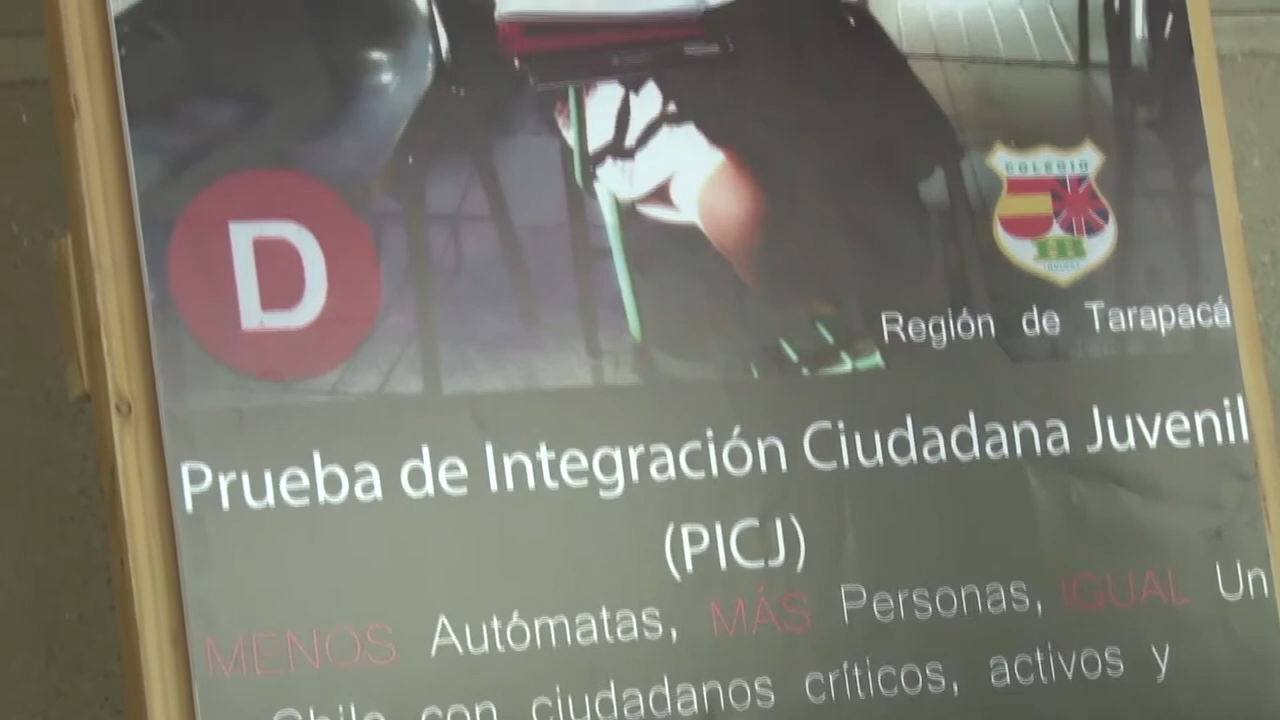 COLEGIO
D
Región de Tarapacá
Prueba de Integración Ciudadana Juvenil
(PICJ)
MENOS Autómatas, MÁS Personas, IGUAL Un
Chile con ciudadanos críticos, activos y